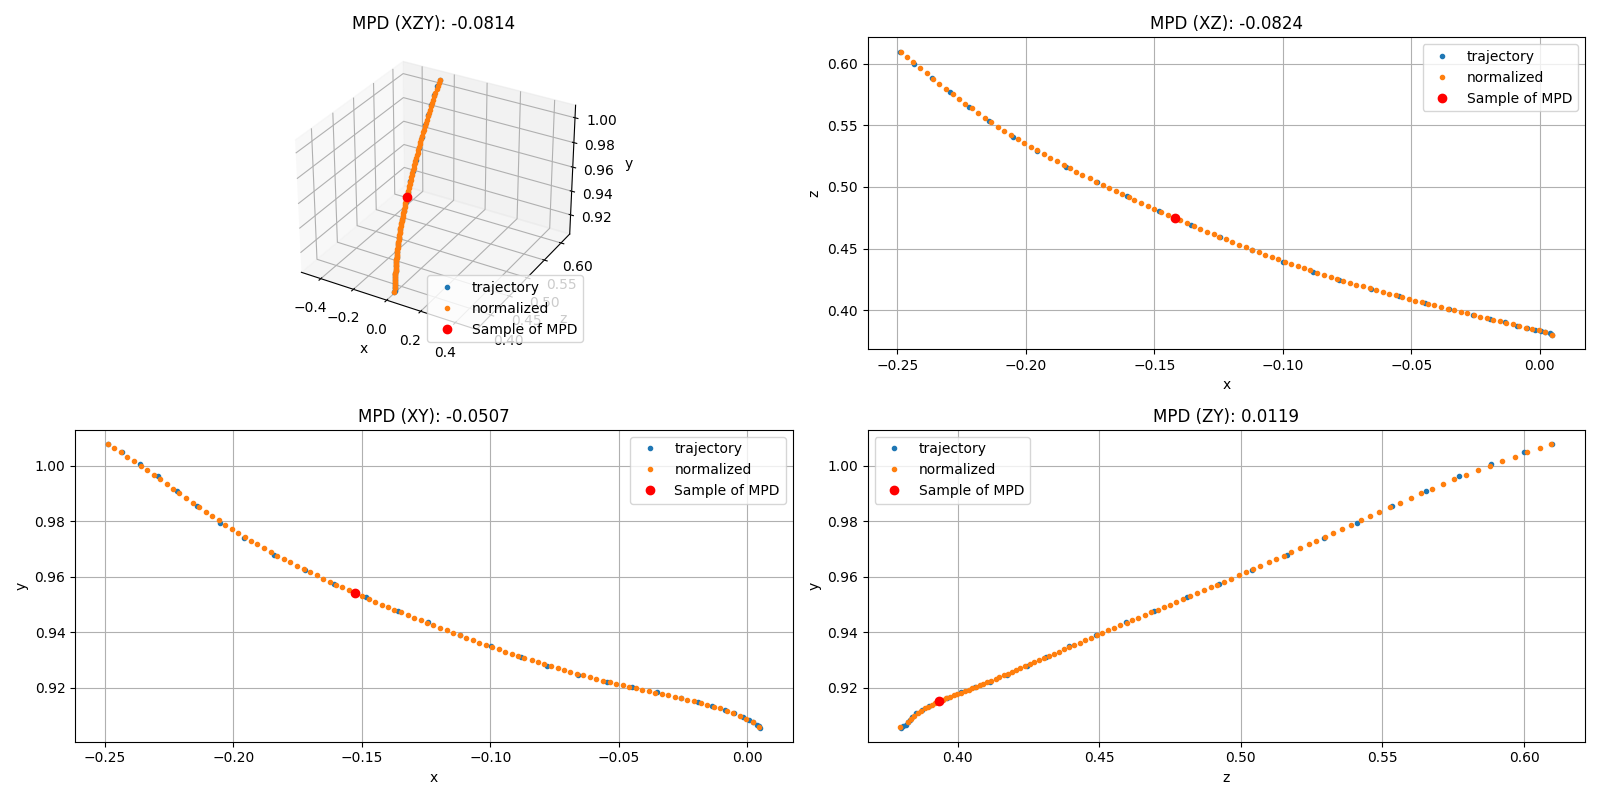 MPD (XZY): -0.0814
1.00
0.98
y
0.96
0.94
0.92
0.60
0.55
0.50
z
0.45
0.40
−0.4
−0.2
0.0
0.2
0.4
x
trajectory
normalized
Sample of MPD
MPD (XZ): -0.0824
trajectory
normalized
Sample of MPD
0.60
0.55
0.50
0.45
0.40
z
−0.25 −0.20 −0.15 −0.10 −0.05 0.00
x
MPD (XY): -0.0507
trajectory
normalized
Sample of MPD
1.00
0.98
0.96
0.94
0.92
y
−0.25 −0.20 −0.15 −0.10 −0.05 0.00
x
MPD (ZY): 0.0119
trajectory
normalized
Sample of MPD
1.00
0.98
0.96
0.94
0.92
y
0.40 0.45 0.50 0.55 0.60
z